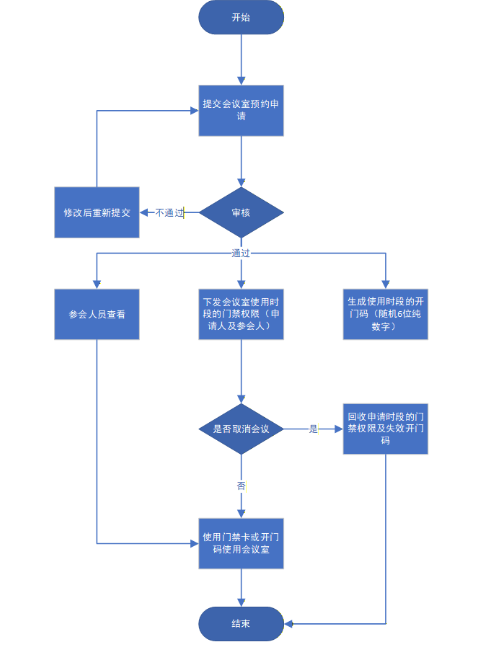 开始
提交会议室预约申
请
修改后重新提交
不通过
审核
通过
参会人员查看
下发会议室使用时
段的门禁权限（申
请人及参会人）
生成使用时段的开
门码（随机6位纯
数字）
是否取消会议
是
回收申请时段的门
禁权限及失效开门
码
否
使用门禁卡或开门
码使用会议室
结束